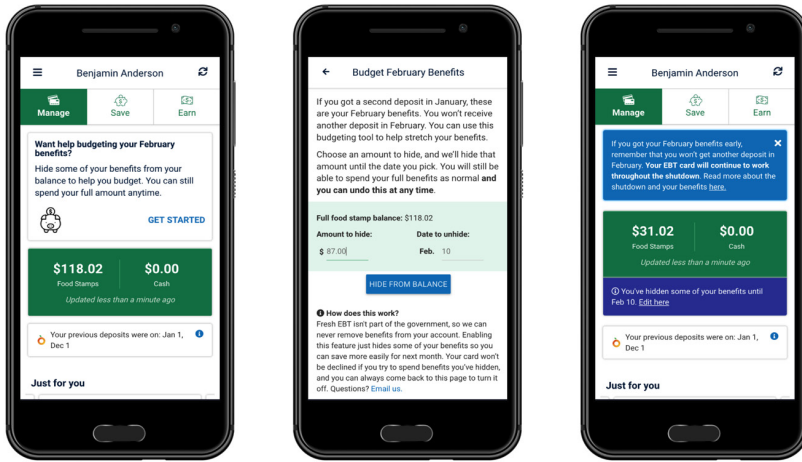 Benjamin Anderson
Manage
Save
Earn
Want help budgeting your February
benefits?
Hide some of your benefits from your
balance to help you budget. You can still
spend your full amount anytime.
GET STARTED
$118.02
Food Stamps
$0.00
Cash
Updated less than a minute ago
Your previous deposits were on: Jan 1,
Dec 1
Just for you
Budget February Benefits
If you got a second deposit in January, these
are your February benefits. You won't receive
another deposit in February. You can use this
budgeting tool to help stretch your benefits.
Choose an amount to hide, and we'll hide that
amount until the date you pick. You will still be
able to spend your full benefits as normal and
you can undo this at any time.
Full food stamp balance: $118.02
Amount to hide:
Date to unhide:
$ 87.00
Feb. 10
HIDE FROM BALANCE
How does this work?
Fresh EBT isn't part of the government, so we can
never remove benefits from your account. Enabling
this feature just hides some of your benefits so you
can save more easily for next month. Your card won't
be declined if you try to spend benefits you've hidden,
and you can always come back to this page to turn it
off. Questions? Email us.
Benjamin Anderson
Manage
Save
Earn
If you got your February benefits early,
remember that you won't get another deposit in
February. Your EBT card will continue to work
throughout the shutdown. Read more about the
shutdown and your benefits here.
$31.02
Food Stamps
$0.00
Cash
Updated less than a minute ago
You've hidden some of your benefits until
Feb 10. Edit here
Your previous deposits were on: Jan 1,
Dec 1
Just for you